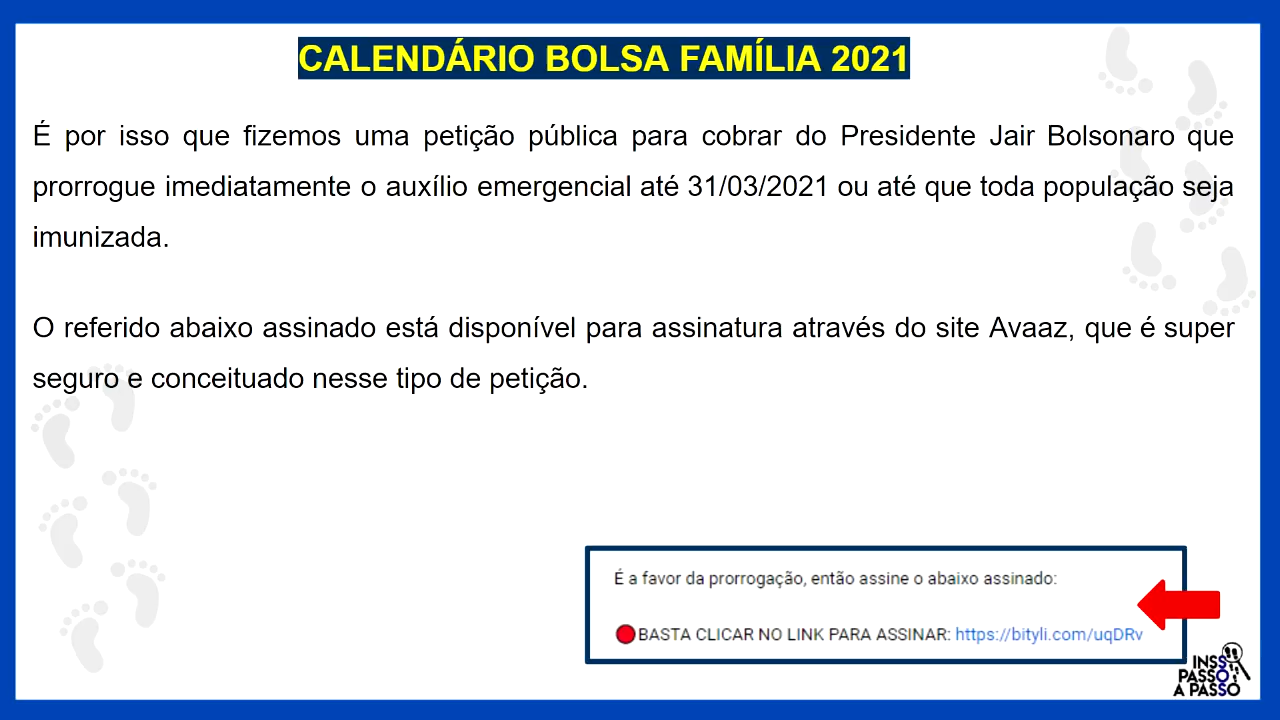 CALENDÁRIO BOLSA FAMÍLIA 2021
É por isso que fizemos uma petição pública para cobrar do Presidente Jair Bolsonaro que
prorrogue imediatamente o auxílio emergencial até 31/03/2021 ou até que toda população seja
imunizada.
O referido abaixo assinado está disponível para assinatura através do site Avaaz, que é super
seguro e conceituado nesse tipo de petição.
É a favor da prorrogação, então assine o abaixo assinado:
BASTA CLICAR NO LINK PARA ASSINAR: https://bityli.com/uqDRv
INSS
PASSO
A PASSO